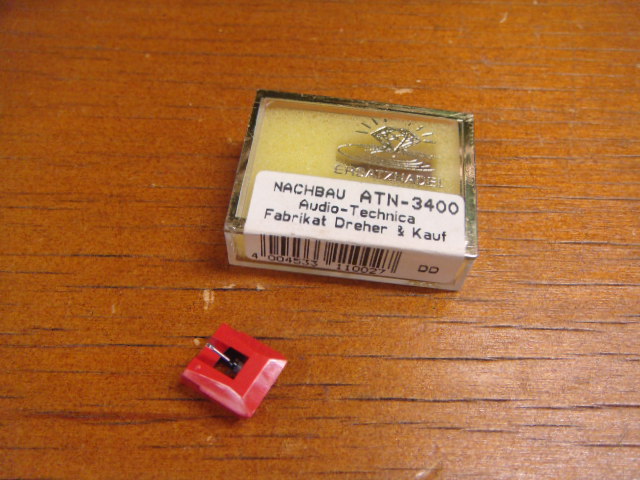 ERSATZNADEL
NACHBAU ATN-3400
Audio-Technica
Fabrikat Dreher & Kauf
4 004533 110027 DD